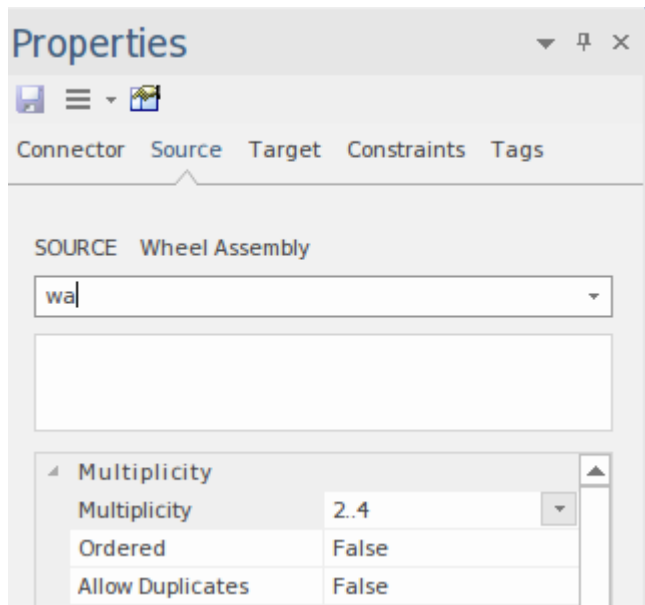 Properties
Connector Source Target Constraints Tags
SOURCE Wheel Assembly
wa
Multiplicity
Multiplicity 2..4
Ordered False
Allow Duplicates False